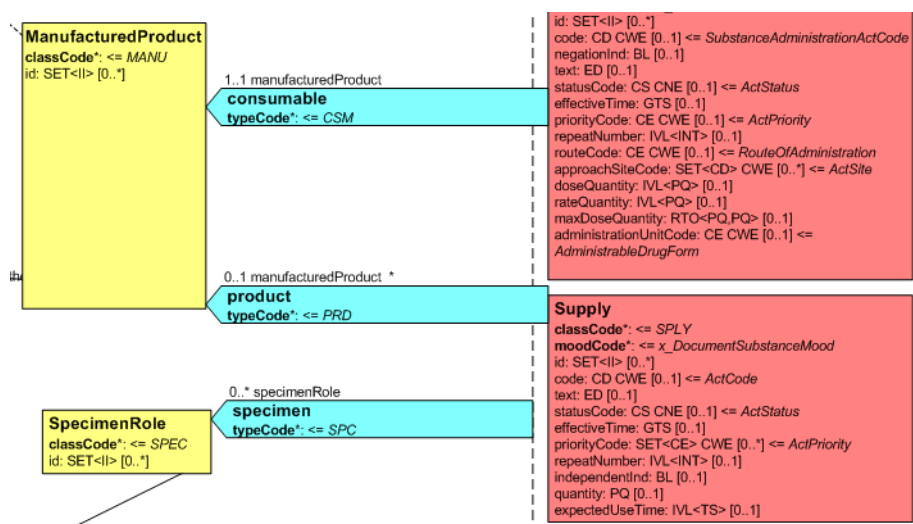 ManufacturedProduct
classCode*: <= MANU
id: SET<II> [0..*]
1..1 manufacturedProduct
consumable
typeCode*: <= CSM
id: SET<II> [0..*]
code: CD CWE [0..1] <= SubstanceAdministrationActCode
negationInd: BL [0..1]
text: ED [0..1]
statusCode: CS CNE [0..1] <= ActStatus
effectiveTime: GTS [0..1]
priorityCode: CE CWE [0..1] <= ActPriority
repeatNumber: IVL<INT> [0..1]
routeCode: CE CWE [0..1] <= RouteOfAdministration
approachSiteCode: SET<CD> CWE [0..*] <= ActSite
doseQuantity: IVL<PQ> [0..1]
rateQuantity: IVL<PQ> [0..1]
maxDoseQuantity: RTO<PQ,PQ> [0..1]
administrationUnitCode: CE CWE [0..1] <=
AdministrableDrugForm
0..1 manufacturedProduct *
product
typeCode*: <= PRD
Supply
classCode*: <= SPLY
moodCode*: <= x_DocumentSubstanceMood
id: SET<II> [0..*]
code: CD CWE [0..1] <= ActCode
text: ED [0..1]
statusCode: CS CNE [0..1] <= ActStatus
effectiveTime: GTS [0..1]
priorityCode: SET<CE> CWE [0..*] <= ActPriority
repeatNumber: IVL<INT> [0..1]
independentInd: BL [0..1]
quantity: PQ [0..1]
expectedUseTime: IVL<TS> [0..1]
0..* specimenRole
specimen
typeCode*: <= SPC
SpecimenRole
classCode*: <= SPEC
id: SET<II> [0..*]